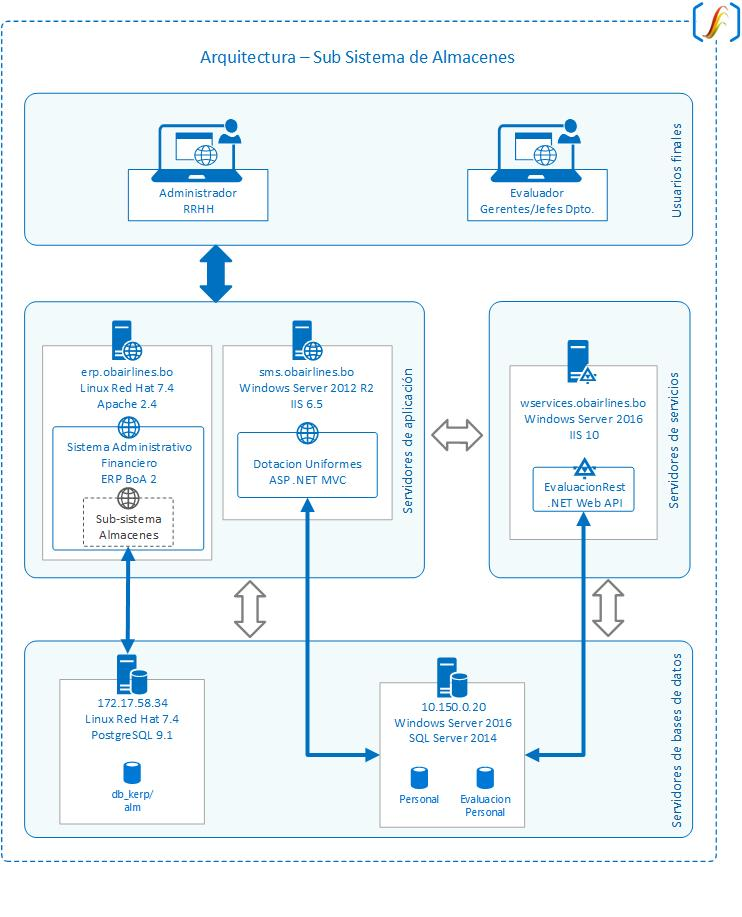 Arquitectura – Sub Sistema de Almacenes
Usuarios finales
Administrador
RRHH
Evaluador
Gerentes/Jefes Dpto.
Servidores de aplicación
erp.obairlines.bo
Linux Red Hat 7.4
Apache 2.4
Sistema Administrativo
Financiero
ERP BoA 2
Sub-sistema
Almacenes
sms.obairlines.bo
Windows Server 2012 R2
IIS 6.5
Dotacion Uniformes
ASP .NET MVC
Servidores de servicios
wservices.obairlines.bo
Windows Server 2016
IIS 10
EvaluacionRest
.NET Web API
Servidores de bases de datos
172.17.58.34
Linux Red Hat 7.4
PostgreSQL 9.1
db_kerp/
alm
10.150.0.20
Windows Server 2016
SQL Server 2014
Personal
Evaluacion
Personal